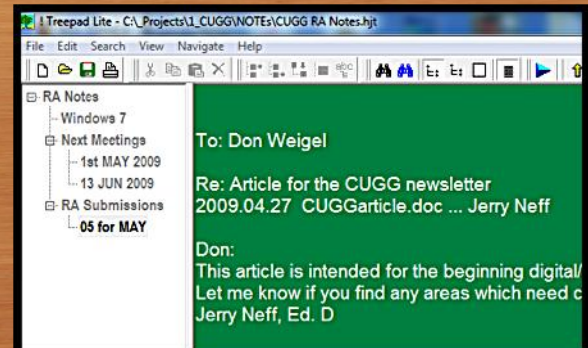 ! Treepad Lite - C:\_Projects\1_CUGG\NOTEs\CUGG RA Notes.hjt
File Edit Search View Navigate Help
RA Notes
Windows 7
Next Meetings
1st MAY 2009
13 JUN 2009
RA Submissions
05 for MAY
To: Don Weigel
Re: Article for the CUGG newsletter
2009.04.27 CUGGarticle.doc ... Jerry Neff
Don:
This article is intended for the beginning digital/
Let me know if you find any areas which need c
Jerry Neff, Ed. D